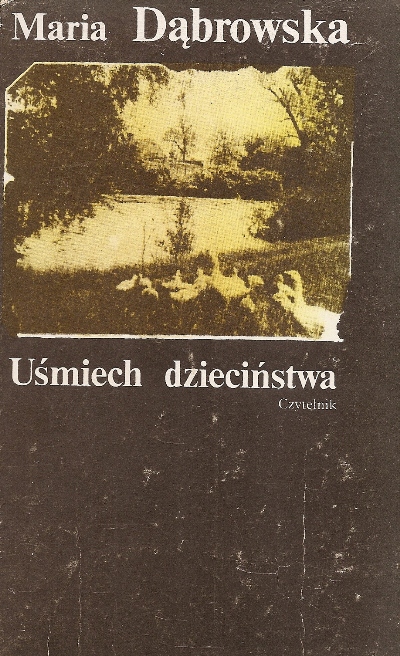 Maria Dąbrowska
Uśmiech dzieciństwa
Czytelnik